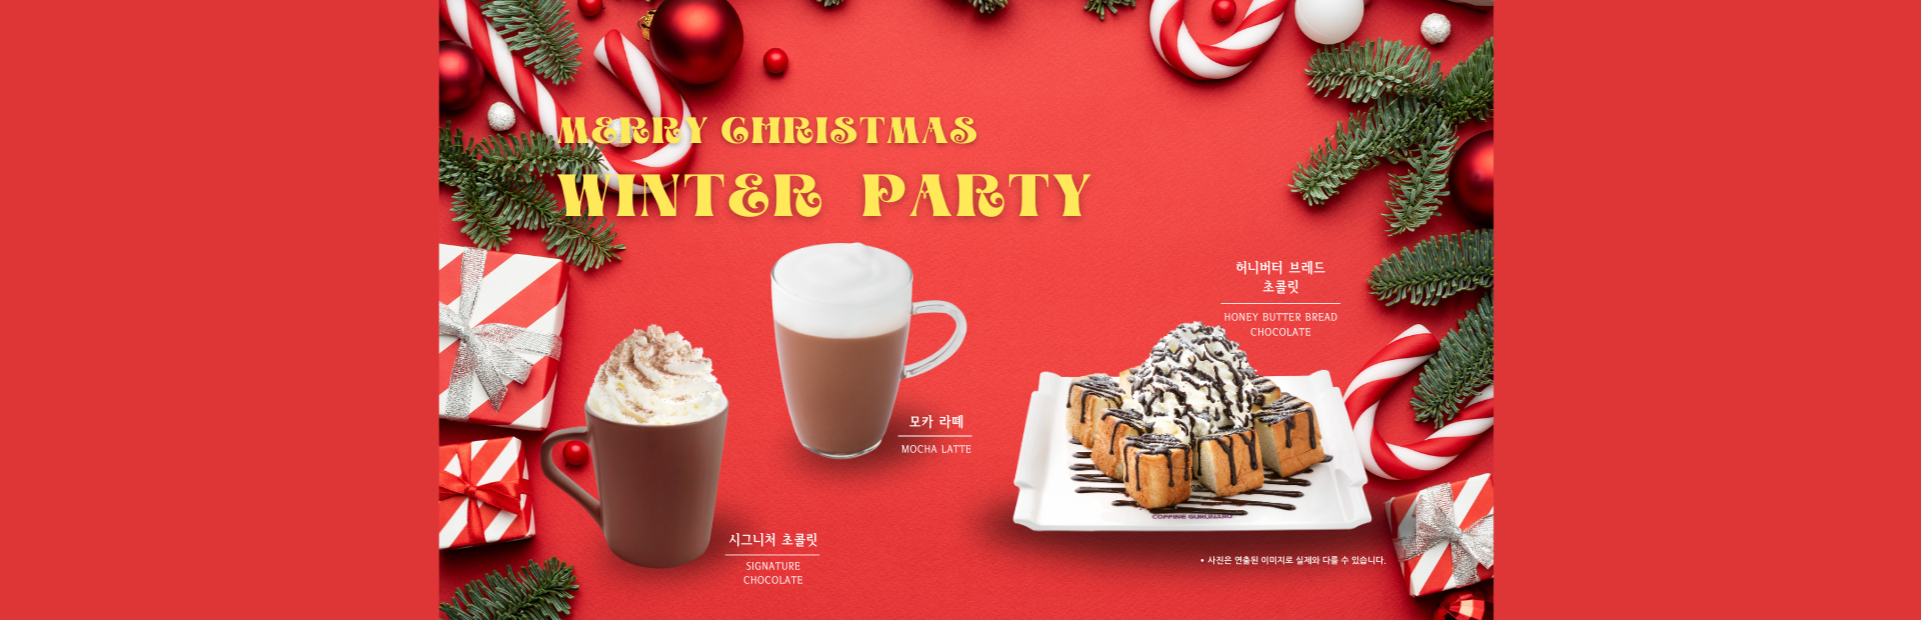 MERRY CHRISTMAS
WINTER PARTY
허니버터 브레드
초콜릿
HONEY BUTTER BREAD
CHOCOLATE
모카 라떼
MOCHA LATTE
시그니처 초콜릿
SIGNATURE
CHOCOLATE
• 사진은 연출된 이미지로 실제와 다를 수 있습니다.